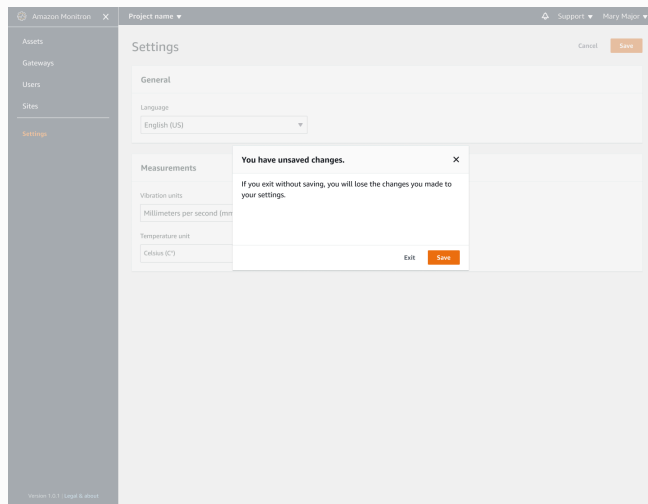 Amazon Monitron
Project name
Support
Mary Major
Assets
Gateways
Users
Sites
Settings
Settings
Cancel
Save
General
Language
English (US)
Measurements
Vibration units
Millimeters per second (mm
Temperature unit
Celsive (C°)
You have unsaved changes.
If you exit without saving, you will lose the changes you made to
your settings.
Exit
Save
Version 1.0.1 | Legal & about